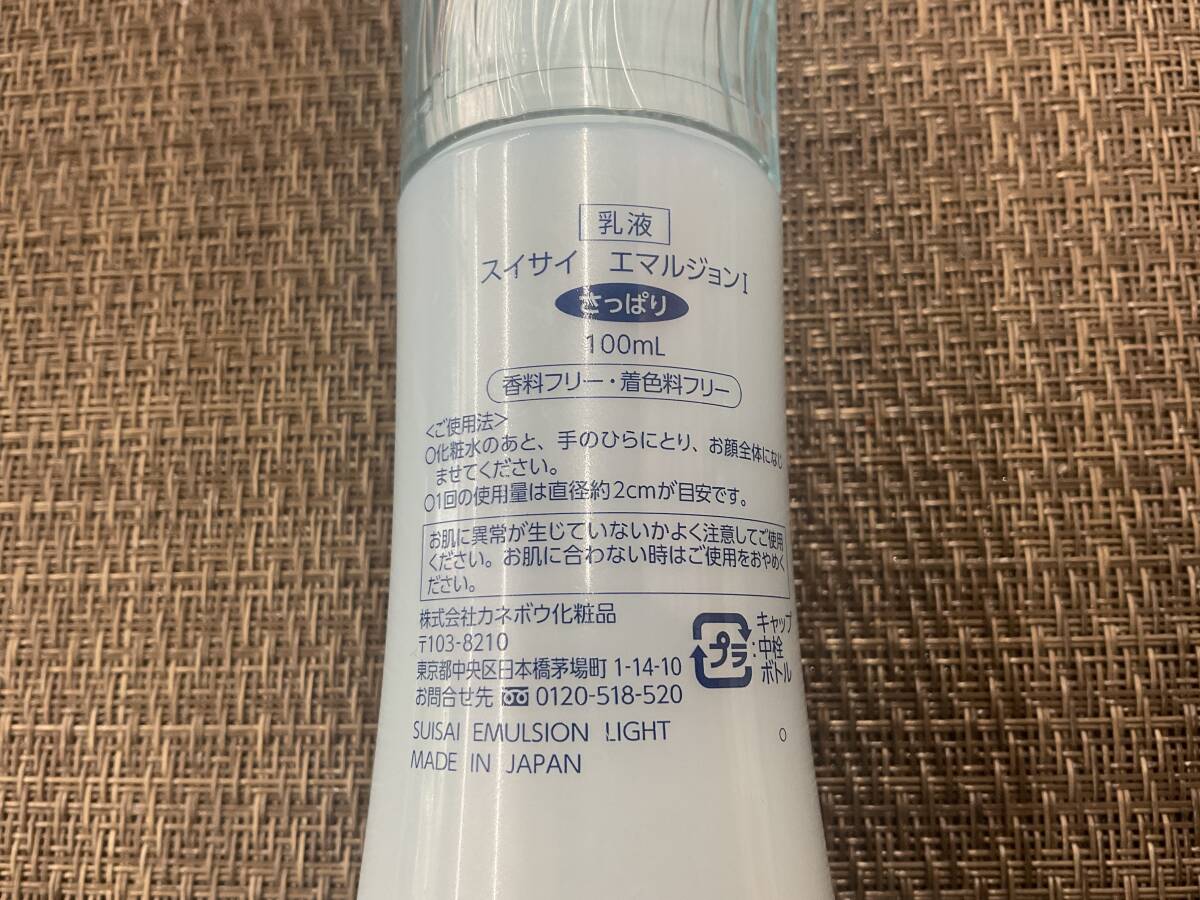 乳液
スイサイ エマルジョンI
さっぱり
100mL
香料フリー・着色料フリー
<ご使用法>
○化粧水のあと、手のひらにとり、お顔全体になじ
ませてください。
○1回の使用量は直径約2cmが目安です。
お肌に異常が生じていないかよく注意してご使用
ください。お肌に合わない時はご使用をおやめく
ださい。
株式会社カネボウ化粧品
〒103-8210
東京都中央区日本橋茅場町 1-14-10
お問合せ先 0120-518-520
プラ
:キャップ
中栓
ボトル
SUISAI EMULSION LIGHT
MADE IN JAPAN